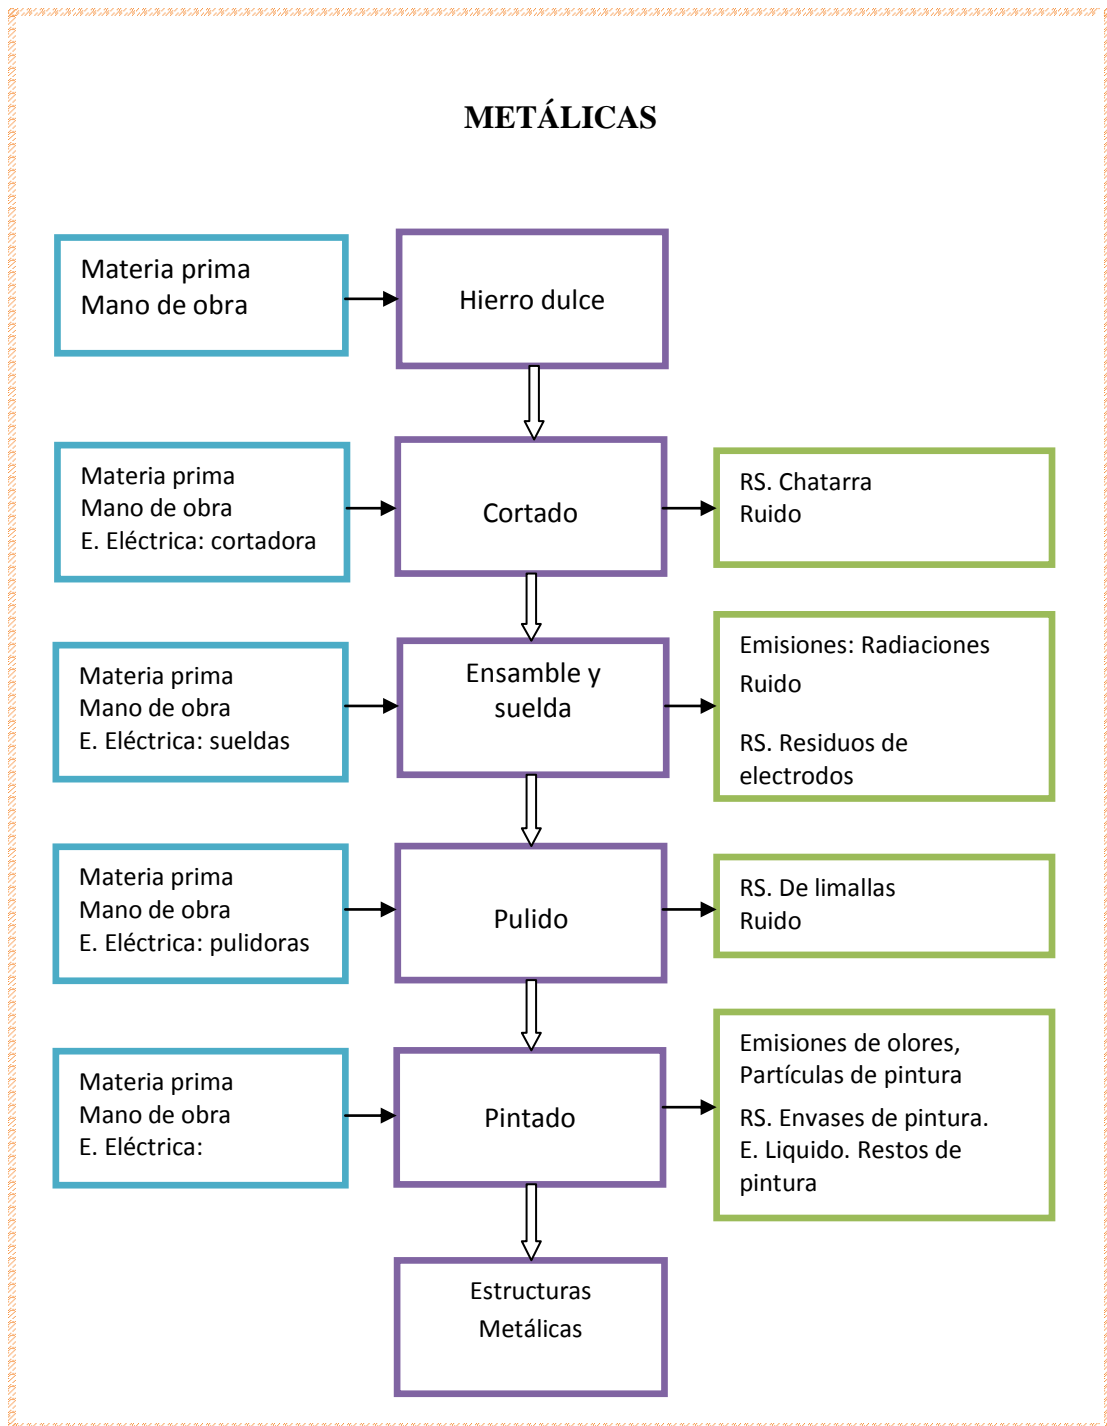 METÁLICAS
Materia prima
Mano de obra
Hierro dulce
Materia prima
Mano de obra
E. Eléctrica: cortadora
Cortado
RS. Chatarra
Ruido
Materia prima
Mano de obra
E. Eléctrica: sueldas
Ensamble y
suelda
Emisiones: Radiaciones
Ruido
RS. Residuos de
electrodos
Materia prima
Mano de obra
E. Eléctrica: pulidoras
Pulido
RS. De limallas
Ruido
Materia prima
Mano de obra
E. Eléctrica:
Pintado
Emisiones de olores,
Partículas de pintura
RS. Envases de pintura.
E. Liquido. Restos de
pintura
Estructuras
Metálicas